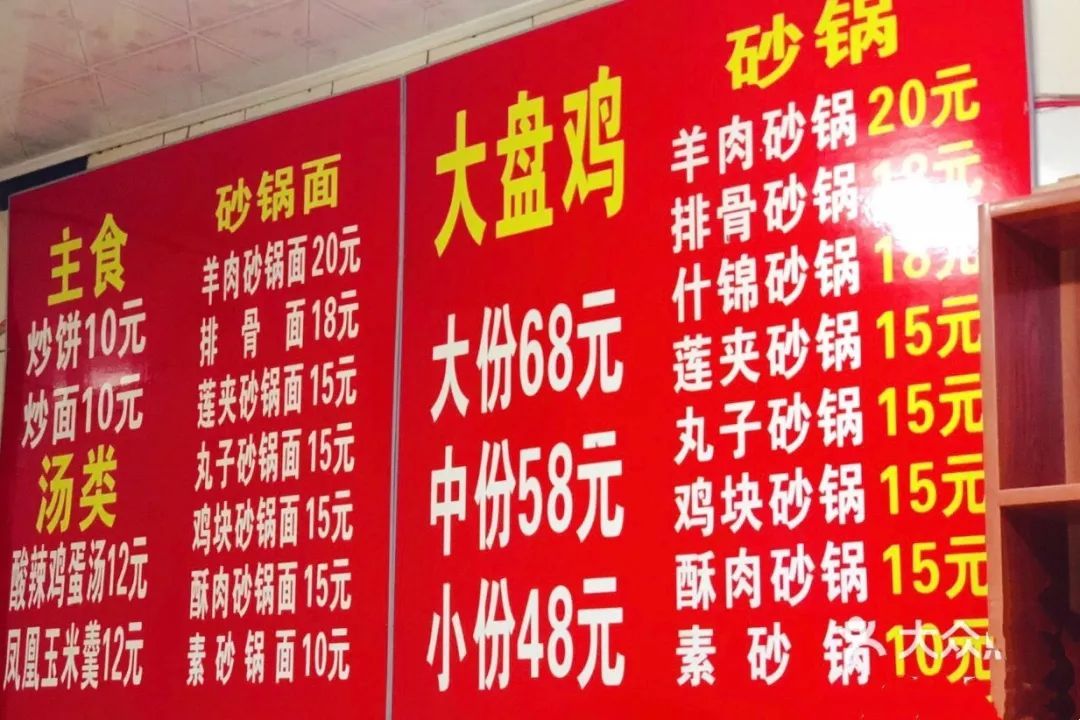 主食
炒饼10元
炒面10元
汤类
酸辣鸡蛋汤12元
凤凰玉米羹12元
砂锅面
羊肉砂锅面20元
排骨面18元
莲夹砂锅面15元
丸子砂锅面15元
鸡块砂锅面15元
酥肉砂锅面15元
素砂锅面10元
大盘鸡
大份68元
中份58元
小份48元
砂锅
羊肉砂锅20元
排骨砂锅18元
什锦砂锅18元
莲夹砂锅15元
丸子砂锅15元
鸡块砂锅15元
酥肉砂锅15元
素砂锅10元
大众